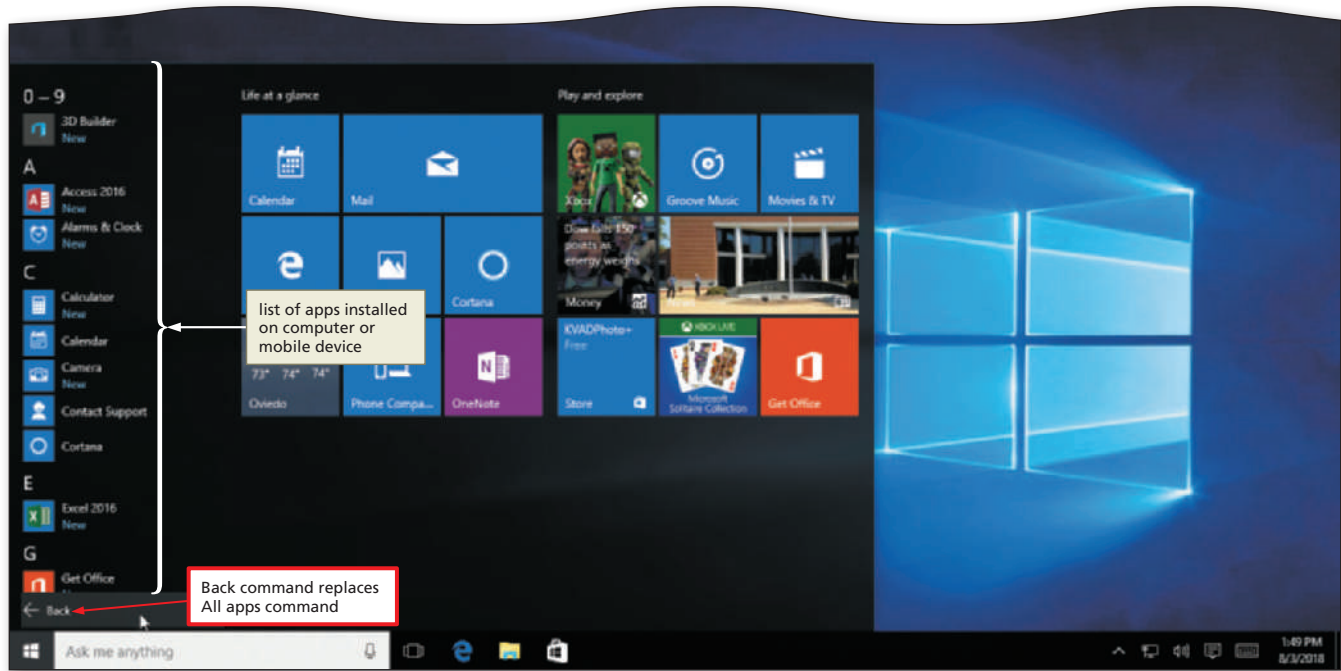 0 – 9
3D Builder
New
A
Access 2016
New
Alarms & Clock
New
C
Calculator
New
Calendar
Camera
New
Contact Support
Cortana
E
Excel 2016
New
G
Get Office
Back
Life at a glance
Calendar
Mail
Cortana
73° 74° 74°
Oviedo
Phone Compa...
OneNote
Play and explore
Xbox
Groove Music
Movies & TV
Dow falls 150
points as
energy weighs
Money
KVADPhoto+
Free
Store
XBOX LIVE
Microsoft
Solitaire Collection
Get Office
list of apps installed
on computer or
mobile device
Back command replaces
All apps command
Ask me anything
1:49 PM
8/3/2018